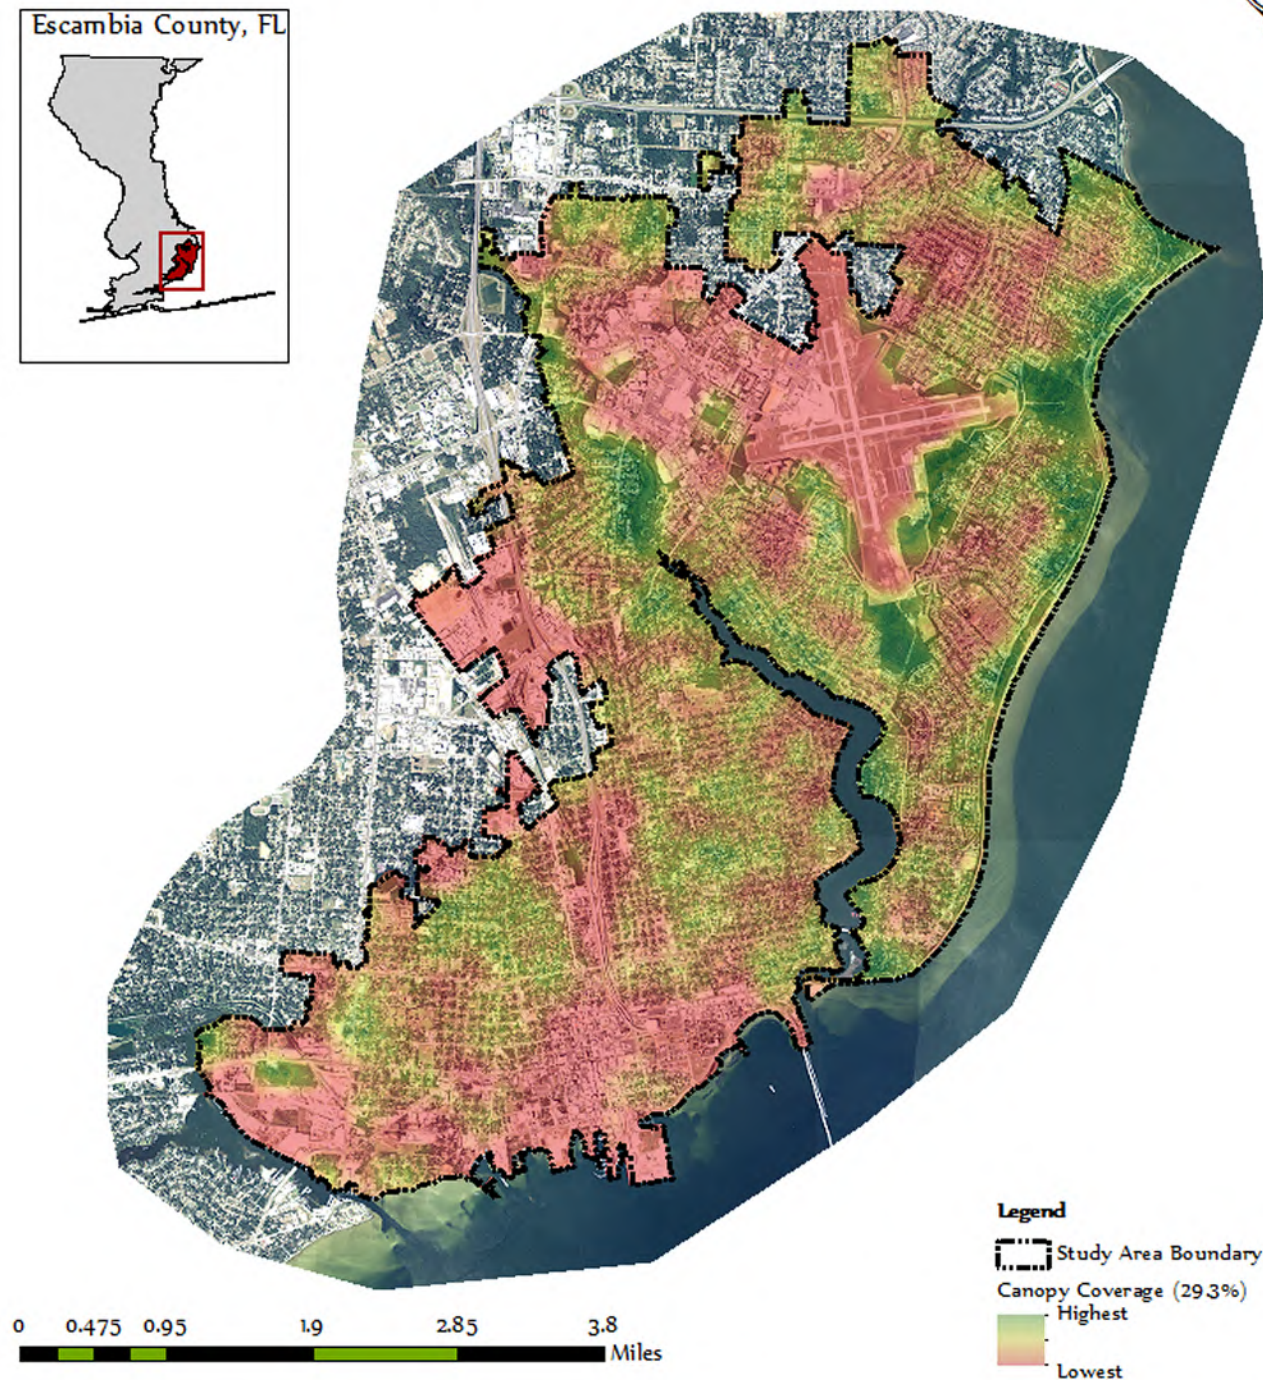 Escambia County, FL
Legend
Study Area Boundary
Canopy Coverage (29.3%)
Highest
Lowest
0 0.475 0.95 1.9 2.85 3.8
Miles